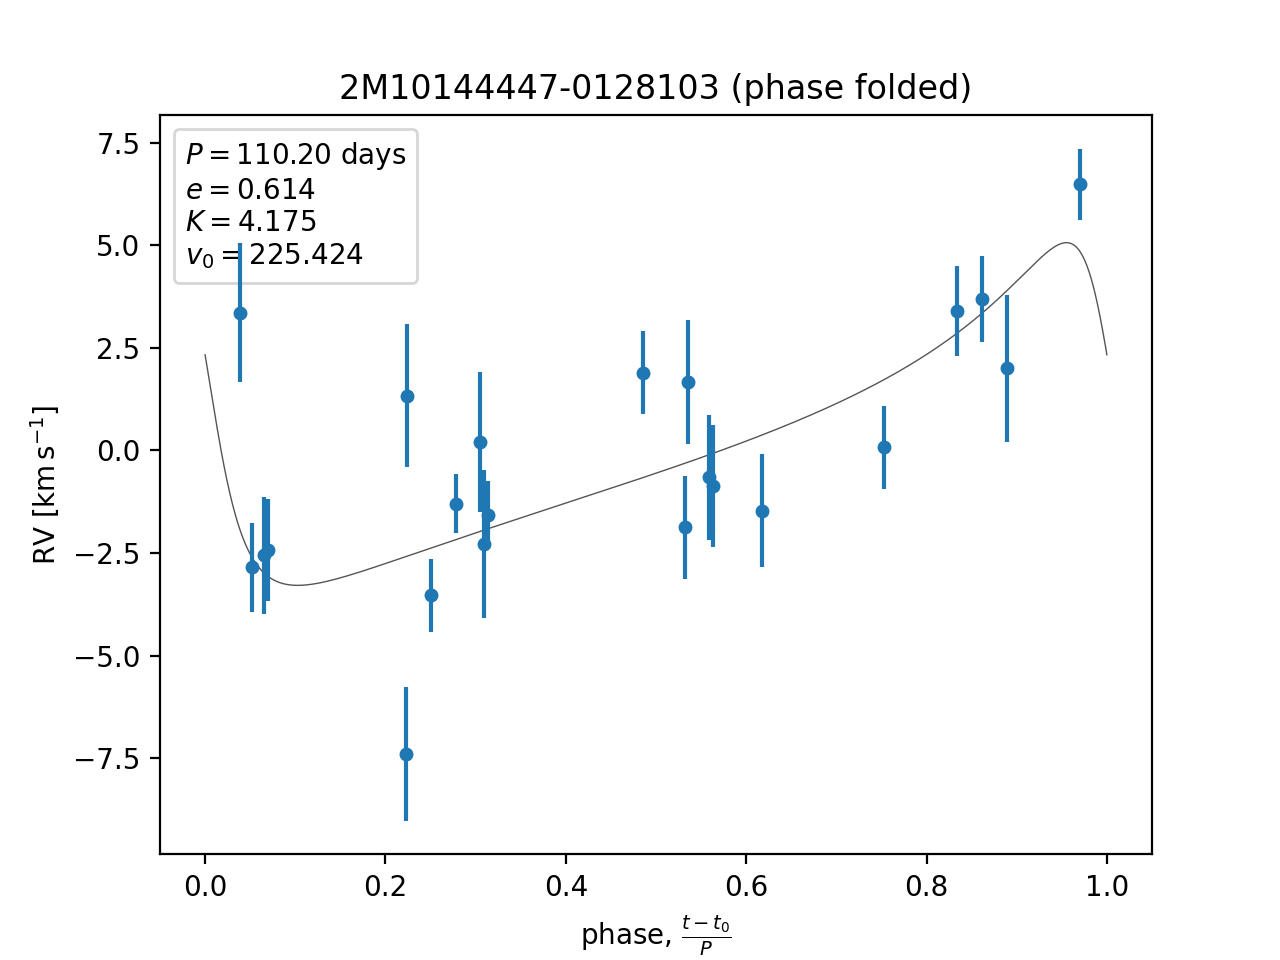 2M10144447-0128103 (phase folded)
P = 110.20 days
e = 0.614
K = 4.175
v₀ = 225.424
RV [km s⁻¹]
7.5
5.0
2.5
0.0
−2.5
−5.0
−7.5
0.0 0.2 0.4 0.6 0.8 1.0
phase, (t − t₀)/P